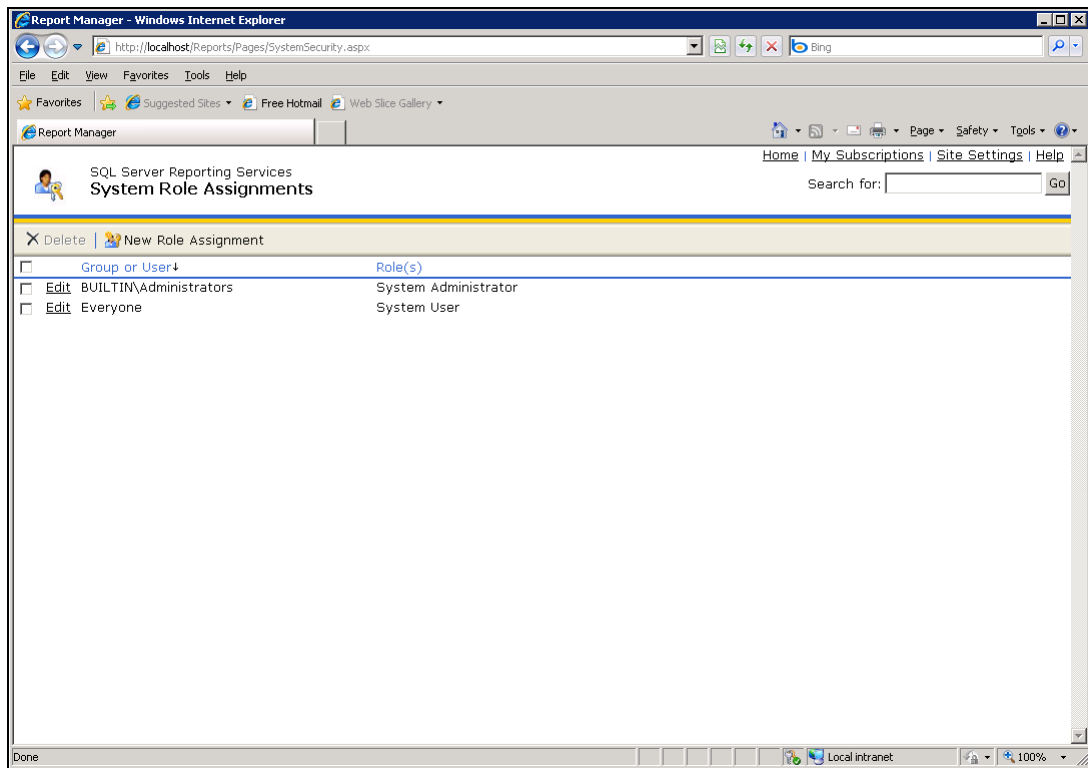 Report Manager - Windows Internet Explorer
http://localhost/Reports/Pages/SystemSecurity.aspx
Bing
File Edit View Favorites Tools Help
Favorites Suggested Sites Free Hotmail Web Slice Gallery
Report Manager
Page Safety Tools
Home | My Subscriptions | Site Settings | Help
SQL Server Reporting Services
System Role Assignments
Search for: Go
Delete | New Role Assignment
Group or User↓ Role(s)
Edit BUILTIN\Administrators System Administrator
Edit Everyone System User
Done Local intranet 100%